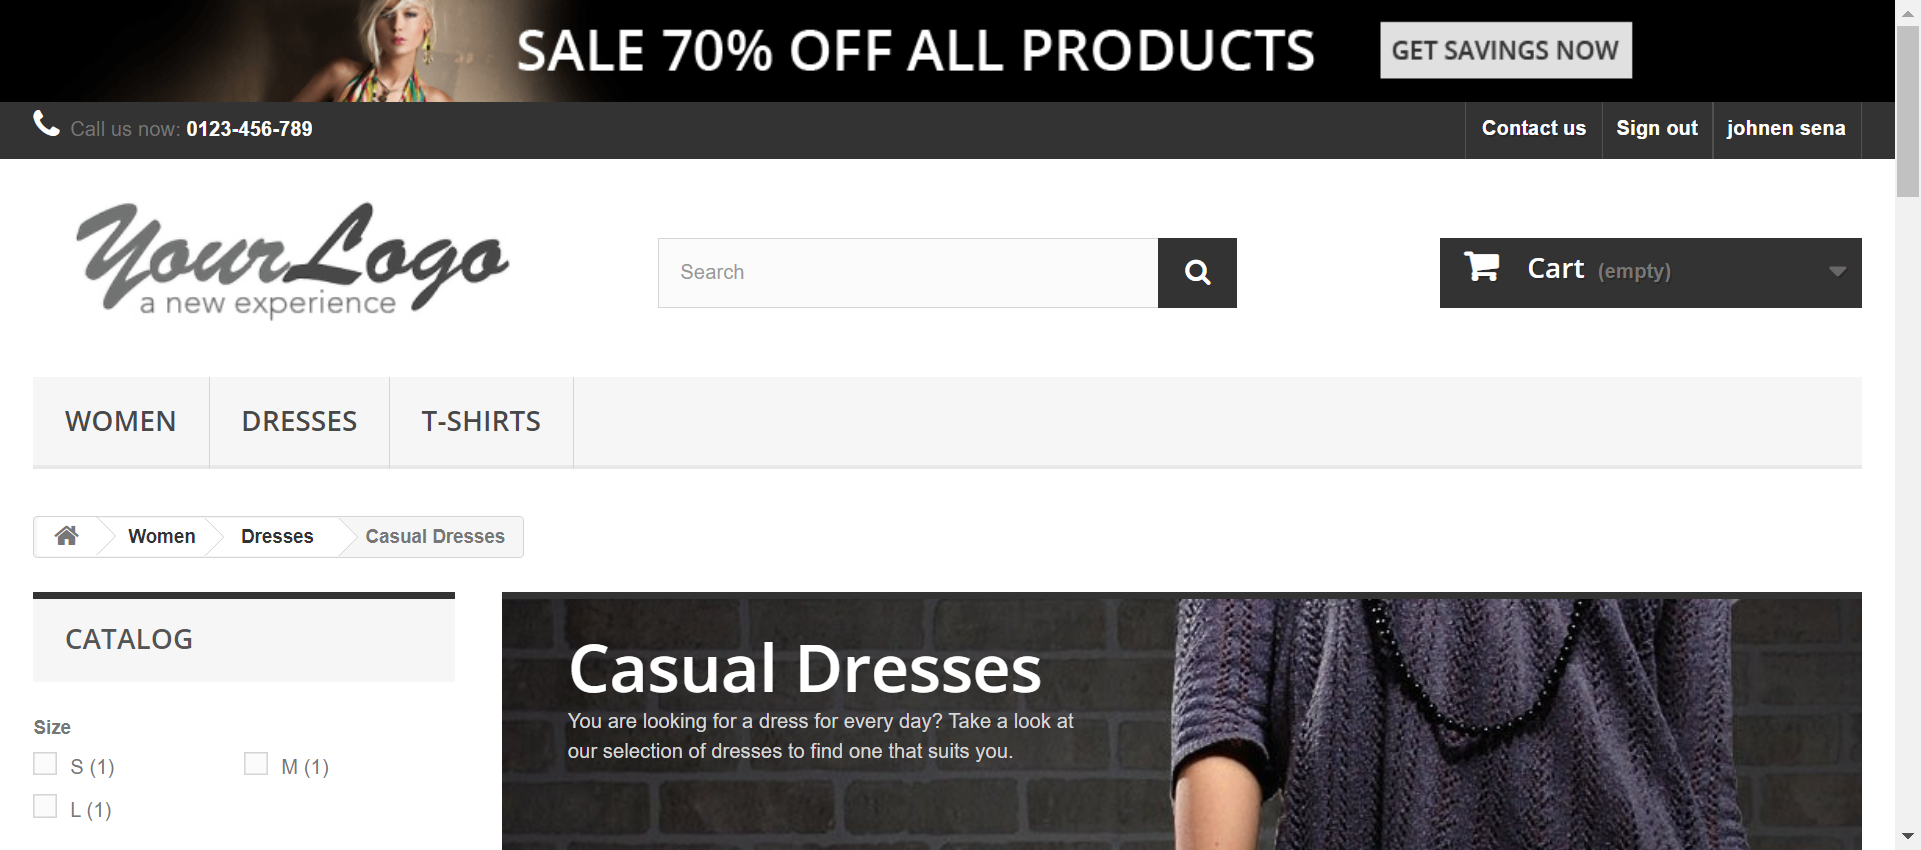 SALE 70% OFF ALL PRODUCTS
GET SAVINGS NOW
Call us now: 0123-456-789
Contact us
Sign out
johnen sena
YourLogo
a new experience
Search
Cart (empty)
WOMEN
DRESSES
T-SHIRTS
Women
Dresses
Casual Dresses
CATALOG
Size
S (1)
M (1)
L (1)
Casual Dresses
You are looking for a dress for every day? Take a look at
our selection of dresses to find one that suits you.